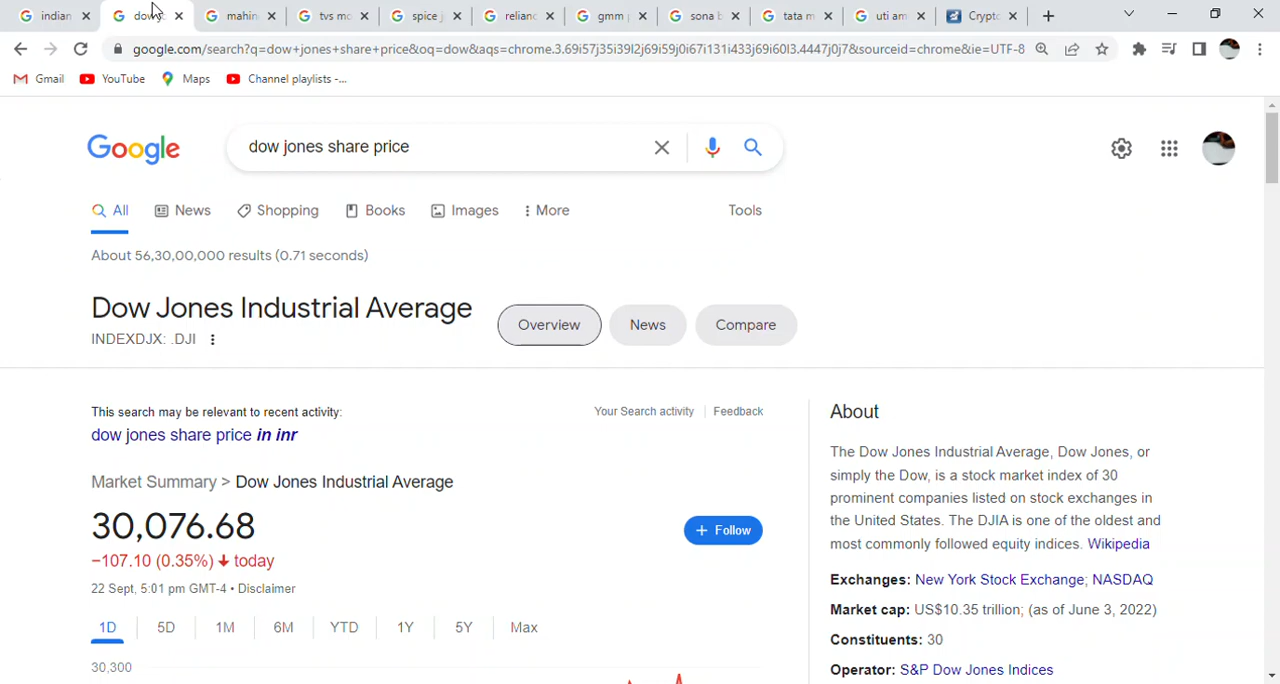 indian
dow j
mahin
tvs mo
spice j
relianc
gmm p
sona b
tata m
uti am
Crypto
google.com/search?q=dow+jones+share+price&oq=dow&aqs=chrome.3.69i57j35i39l2j69i59j0i67i131i433j69i60l3.4447j0j7&sourceid=chrome&ie=UTF-8
Gmail YouTube Maps Channel playlists -...
Google
dow jones share price
All News Shopping Books Images More Tools
About 56,30,00,000 results (0.71 seconds)
Dow Jones Industrial Average
INDEXDJX: .DJI
Overview News Compare
This search may be relevant to recent activity:
Your Search activity Feedback
dow jones share price in inr
Market Summary > Dow Jones Industrial Average
30,076.68
+ Follow
−107.10 (0.35%) today
22 Sept, 5:01 pm GMT-4 • Disclaimer
1D 5D 1M 6M YTD 1Y 5Y Max
30,300
About
The Dow Jones Industrial Average, Dow Jones, or
simply the Dow, is a stock market index of 30
prominent companies listed on stock exchanges in
the United States. The DJIA is one of the oldest and
most commonly followed equity indices. Wikipedia
Exchanges: New York Stock Exchange; NASDAQ
Market cap: US$10.35 trillion; (as of June 3, 2022)
Constituents: 30
Operator: S&P Dow Jones Indices